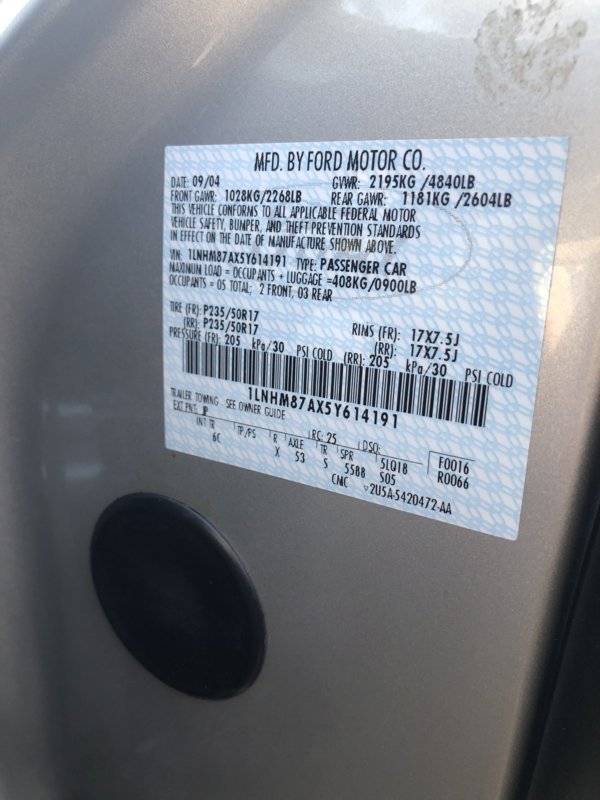 MFD. BY FORD MOTOR CO.
DATE: 09/04 GVWR: 2195KG /4840LB
FRONT GAWR: 1028KG/2268LB REAR GAWR: 1181KG /2604LB
THIS VEHICLE CONFORMS TO ALL APPLICABLE FEDERAL MOTOR
VEHICLE SAFETY, BUMPER, AND THEFT PREVENTION STANDARDS
IN EFFECT ON THE DATE OF MANUFACTURE SHOWN ABOVE.
VIN: 1LNHM87AX5Y614191 TYPE: PASSENGER CAR
MAXIMUM LOAD = OCCUPANTS + LUGGAGE =408KG/0900LB
OCCUPANTS = 05 TOTAL; 2 FRONT, 03 REAR
TIRE (FR): P235/50R17 RIMS (FR): 17X7.5J
(RR): P235/50R17 (RR): 17X7.5J
PRESSURE (FR): 205 kPa/30 PSI COLD (RR): 205 kPa/30 PSI COLD
1LNHM87AX5Y614191
TRAILER TOWING SEE OWNER GUIDE
EXT PNT: P RC: 25 DSO: F0016
INT TR TP/PS R AXLE TR SPR 5LQ18 R0066
6C X 53 S 55BB S05
CMC V2U5A-5420472-AA